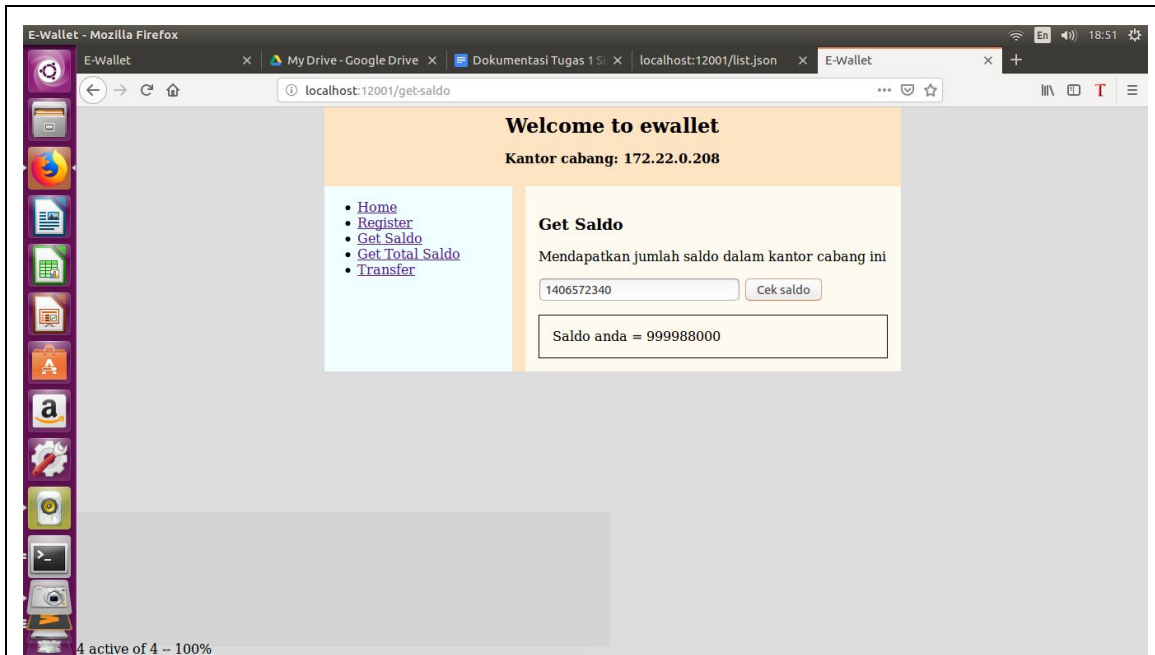 E-Wallet - Mozilla Firefox
En
18:51
E-Wallet
My Drive - Google Drive
Dokumentasi Tugas 1 Si
localhost:12001/list.json
E-Wallet
localhost:12001/get-saldo
T
Welcome to ewallet
Kantor cabang: 172.22.0.208
Home
Register
Get Saldo
Get Total Saldo
Transfer
Get Saldo
Mendapatkan jumlah saldo dalam kantor cabang ini
1406572340
Cek saldo
Saldo anda = 999988000
a
4 active of 4 -- 100%